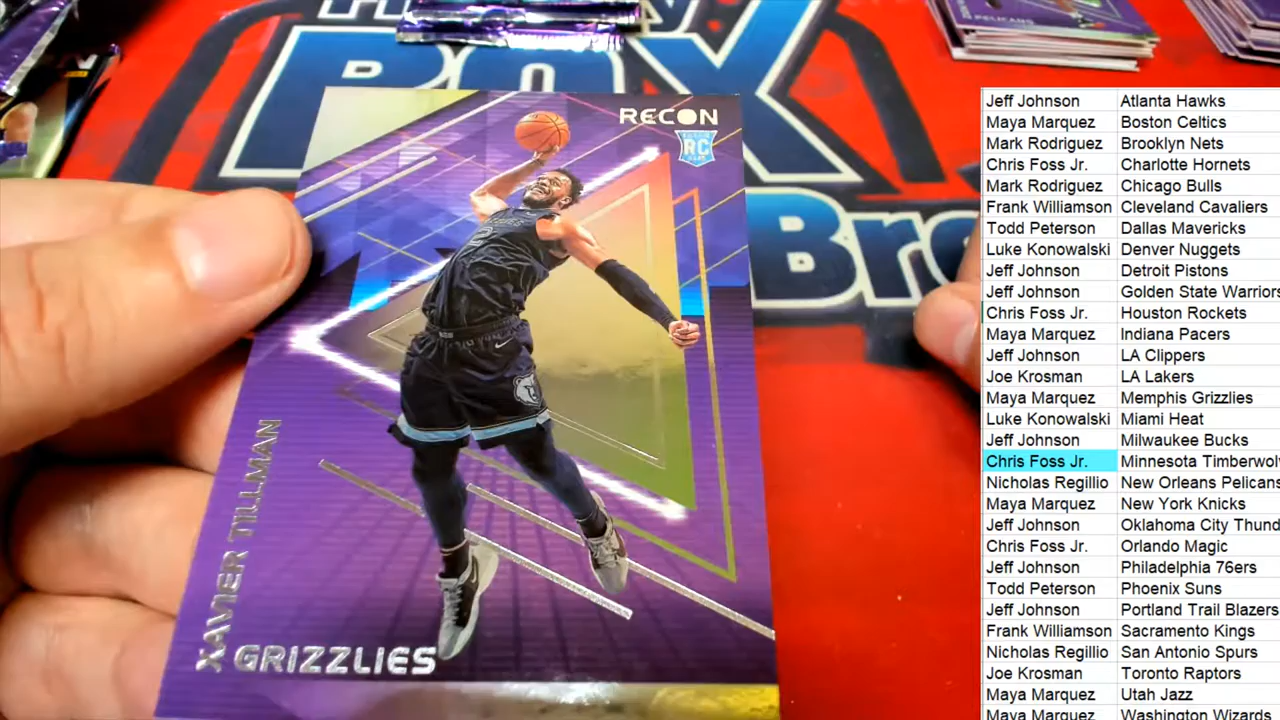 PELICANS
BOX
Bro
RECON
RC
XAVIER TILLMAN
GRIZZLIES
Jeff Johnson Atlanta Hawks
Maya Marquez Boston Celtics
Mark Rodriguez Brooklyn Nets
Chris Foss Jr. Charlotte Hornets
Mark Rodriguez Chicago Bulls
Frank Williamson Cleveland Cavaliers
Todd Peterson Dallas Mavericks
Luke Konowalski Denver Nuggets
Jeff Johnson Detroit Pistons
Jeff Johnson Golden State Warriors
Chris Foss Jr. Houston Rockets
Maya Marquez Indiana Pacers
Jeff Johnson LA Clippers
Joe Krosman LA Lakers
Maya Marquez Memphis Grizzlies
Luke Konowalski Miami Heat
Jeff Johnson Milwaukee Bucks
Chris Foss Jr. Minnesota Timberwol
Nicholas Regillio New Orleans Pelicans
Maya Marquez New York Knicks
Jeff Johnson Oklahoma City Thund
Chris Foss Jr. Orlando Magic
Jeff Johnson Philadelphia 76ers
Todd Peterson Phoenix Suns
Jeff Johnson Portland Trail Blazers
Frank Williamson Sacramento Kings
Nicholas Regillio San Antonio Spurs
Joe Krosman Toronto Raptors
Maya Marquez Utah Jazz
Maya Marquez Washington Wizards